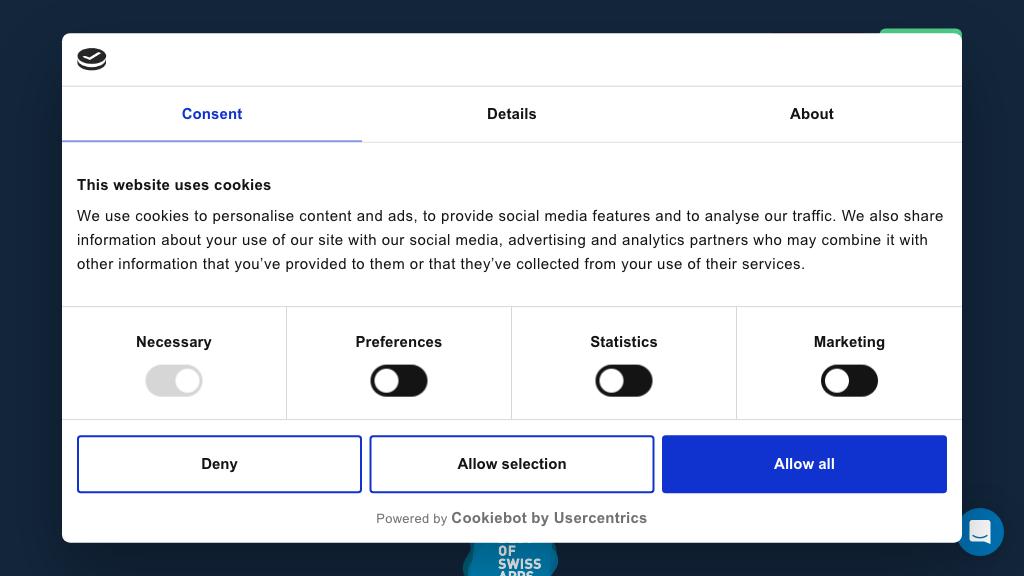 Consent
Details
About
This website uses cookies
We use cookies to personalise content and ads, to provide social media features and to analyse our traffic. We also share
information about your use of our site with our social media, advertising and analytics partners who may combine it with
other information that you've provided to them or that they've collected from your use of their services.
Necessary
Preferences
Statistics
Marketing
Deny
Allow selection
Allow all
Powered by Cookiebot by Usercentrics
OF
SWISS
APPS